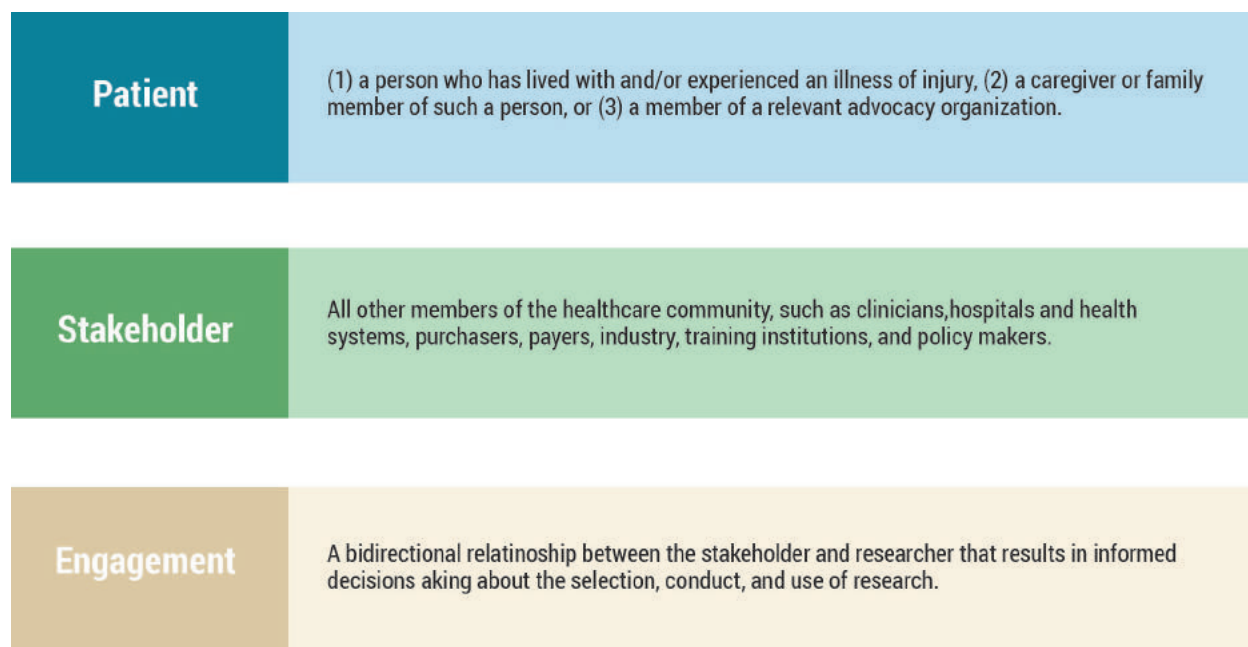 Patient
(1) a person who has lived with and/or experienced an illness of injury, (2) a caregiver or family
member of such a person, or (3) a member of a relevant advocacy organization.
Stakeholder
All other members of the healthcare community, such as clinicians,hospitals and health
systems, purchasers, payers, industry, training institutions, and policy makers.
Engagement
A bidirectional relatinoship between the stakeholder and researcher that results in informed
decisions aking about the selection, conduct, and use of research.